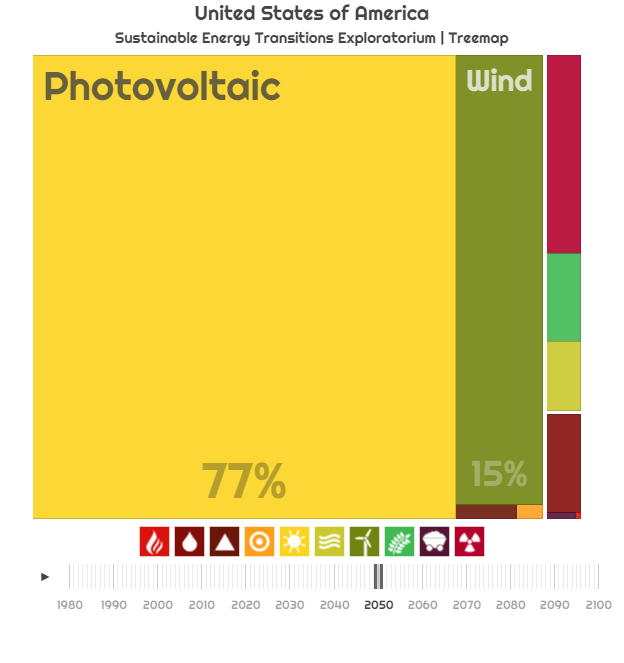 United States of America
Sustainable Energy Transitions Exploratorium | Treemap
Photovoltaic
Wind
77%
15%
1980 1990 2000 2010 2020 2030 2040 2050 2060 2070 2080 2090 2100